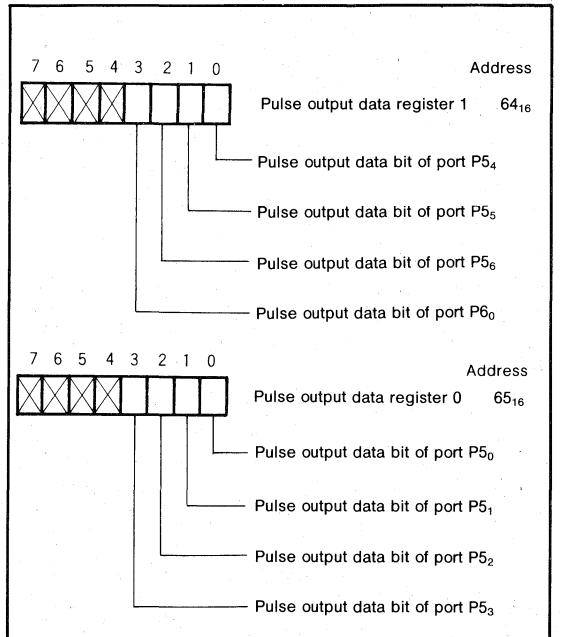 Address
7 6 5 4 3 2 1 0
Pulse output data register 1 64₁₆
Pulse output data bit of port P5₄
Pulse output data bit of port P5₅
Pulse output data bit of port P5₆
Pulse output data bit of port P6₀
7 6 5 4 3 2 1 0
Address
Pulse output data register 0 65₁₆
Pulse output data bit of port P5₀
Pulse output data bit of port P5₁
Pulse output data bit of port P5₂
Pulse output data bit of port P5₃